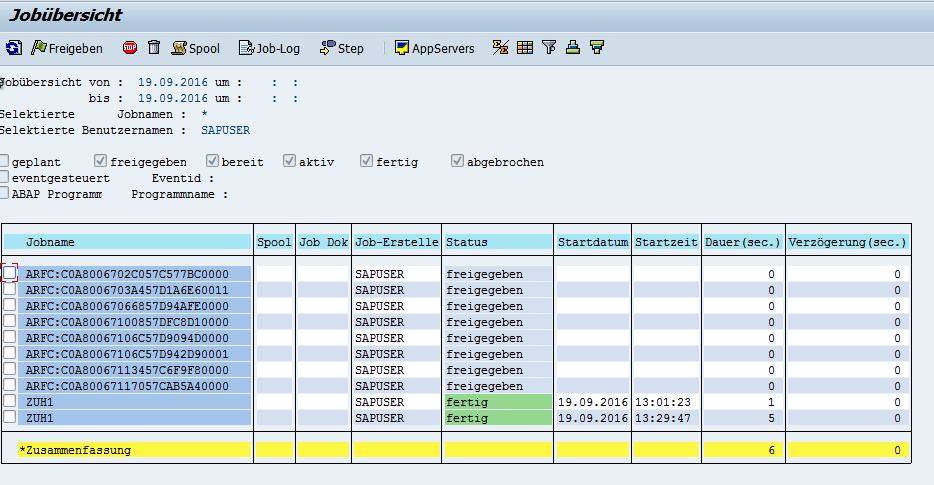 Jobübersicht
Freigeben Spool Job-Log Step AppServers
Jobübersicht von : 19.09.2016 um : : :
bis : 19.09.2016 um : : :
Selektierte Jobnamen : *
Selektierte Benutzernamen : SAPUSER
geplant freigegeben bereit aktiv fertig abgebrochen
eventgesteuert Eventid :
ABAP Programm Programmname :
Jobname Spool Job Dok Job-Erstelle Status Startdatum Startzeit Dauer(sec.) Verzögerung(sec.)
ARFC:C0A8006702C057C577BC0000 SAPUSER freigegeben 0 0
ARFC:C0A8006703A457D1A6E60011 SAPUSER freigegeben 0 0
ARFC:C0A80067066857D94AFE0000 SAPUSER freigegeben 0 0
ARFC:C0A80067100857DFC8D10000 SAPUSER freigegeben 0 0
ARFC:C0A80067106C57D9094D0000 SAPUSER freigegeben 0 0
ARFC:C0A80067106C57D942D90001 SAPUSER freigegeben 0 0
ARFC:C0A80067113457C6F9F80000 SAPUSER freigegeben 0 0
ARFC:C0A80067117057CAB5A40000 SAPUSER freigegeben 0 0
ZUH1 SAPUSER fertig 19.09.2016 13:01:23 1 0
ZUH1 SAPUSER fertig 19.09.2016 13:29:47 5 0
*Zusammenfassung 6 0